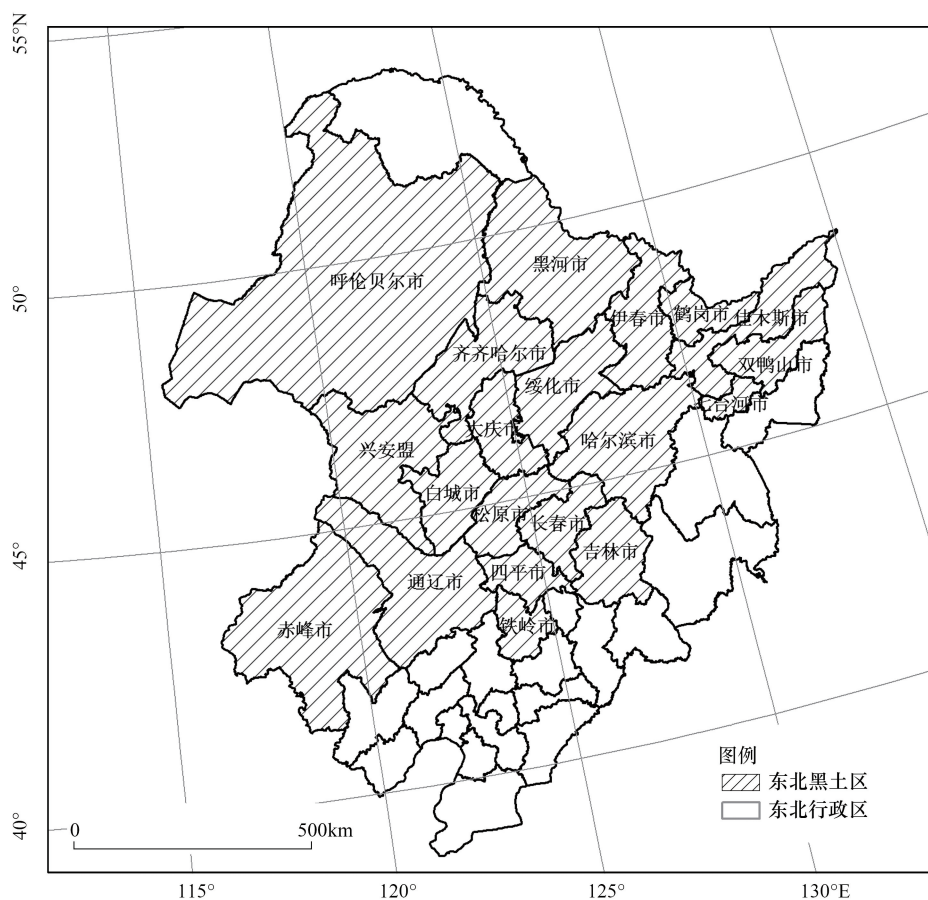 55°N
黑河市
呼伦贝尔市
50°
伊春市
鹤岗市
佳木斯市
齐齐哈尔市
双鸭山市
绥化市
七台河市
大庆市
哈尔滨市
兴安盟
白城市
松原市
长春市
吉林市
45°
四平市
通辽市
铁岭市
赤峰市
图例
东北黑土区
东北行政区
40°
0
500km
115°
120°
125°
130°E